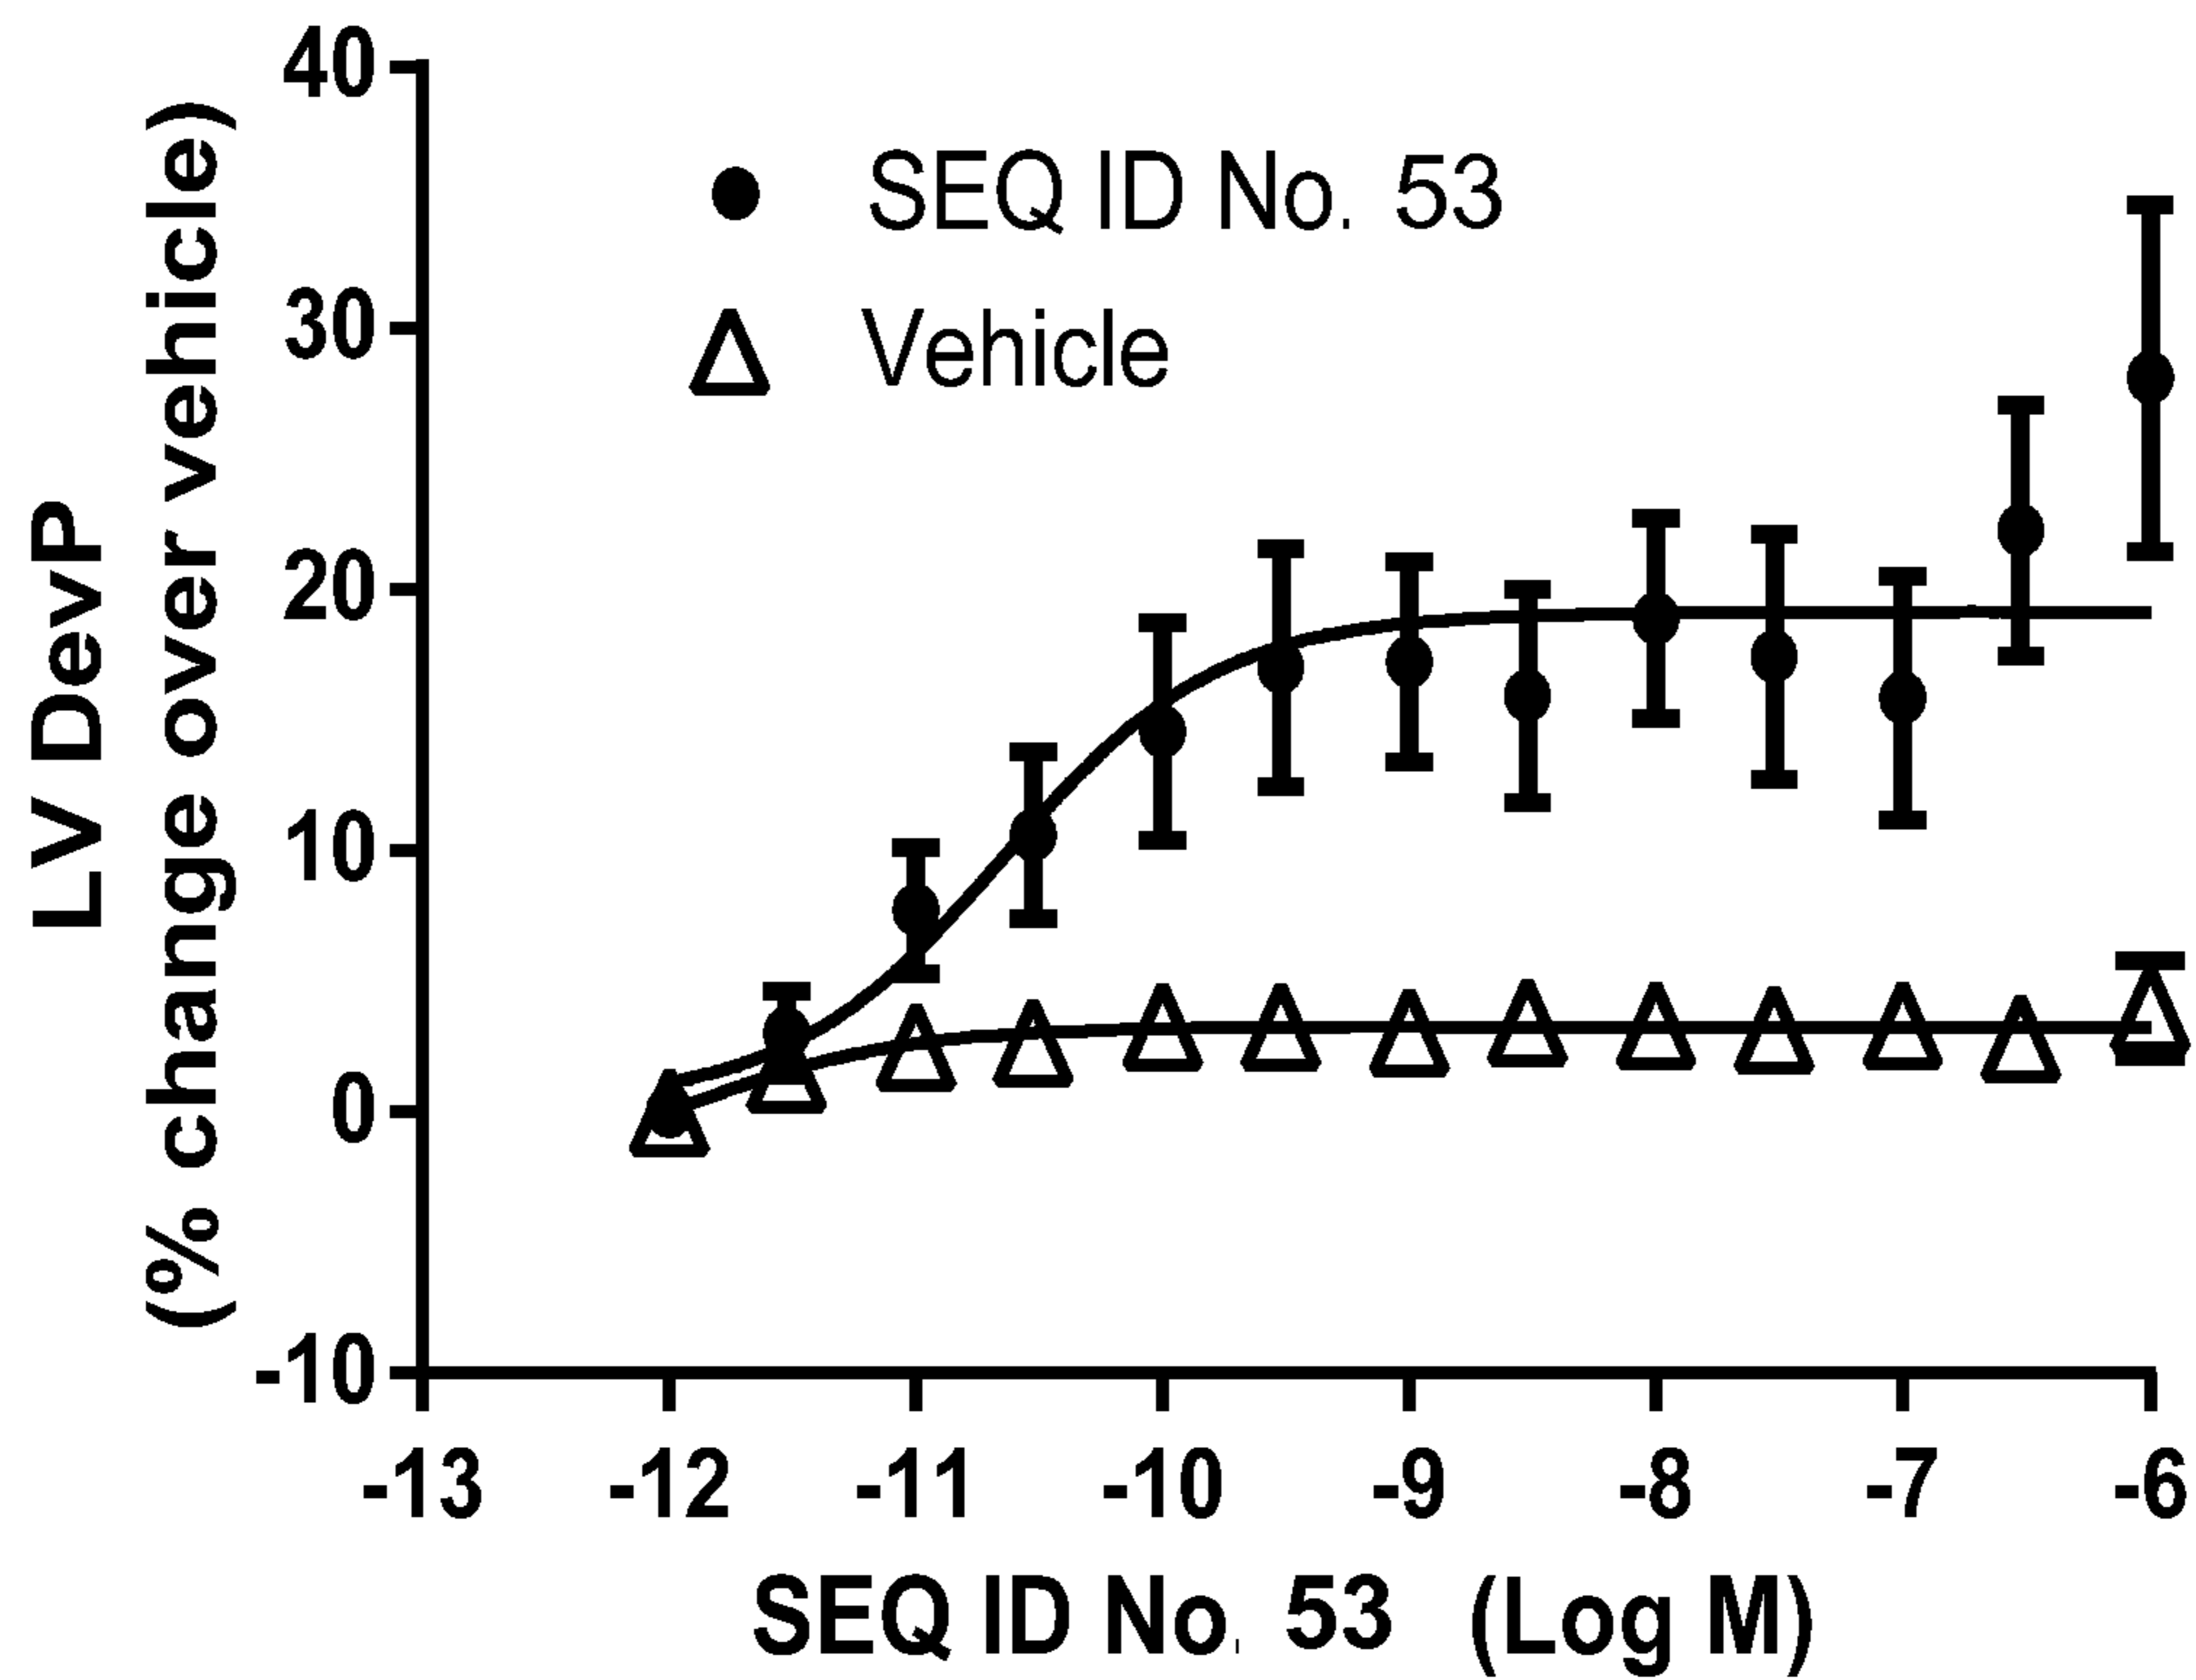 LV DevP
(% change over vehicle)
40
30
20
10
0
-10
SEQ ID No. 53
Vehicle
-13 -12 -11 -10 -9 -8 -7 -6
SEQ ID No. 53 (Log M)